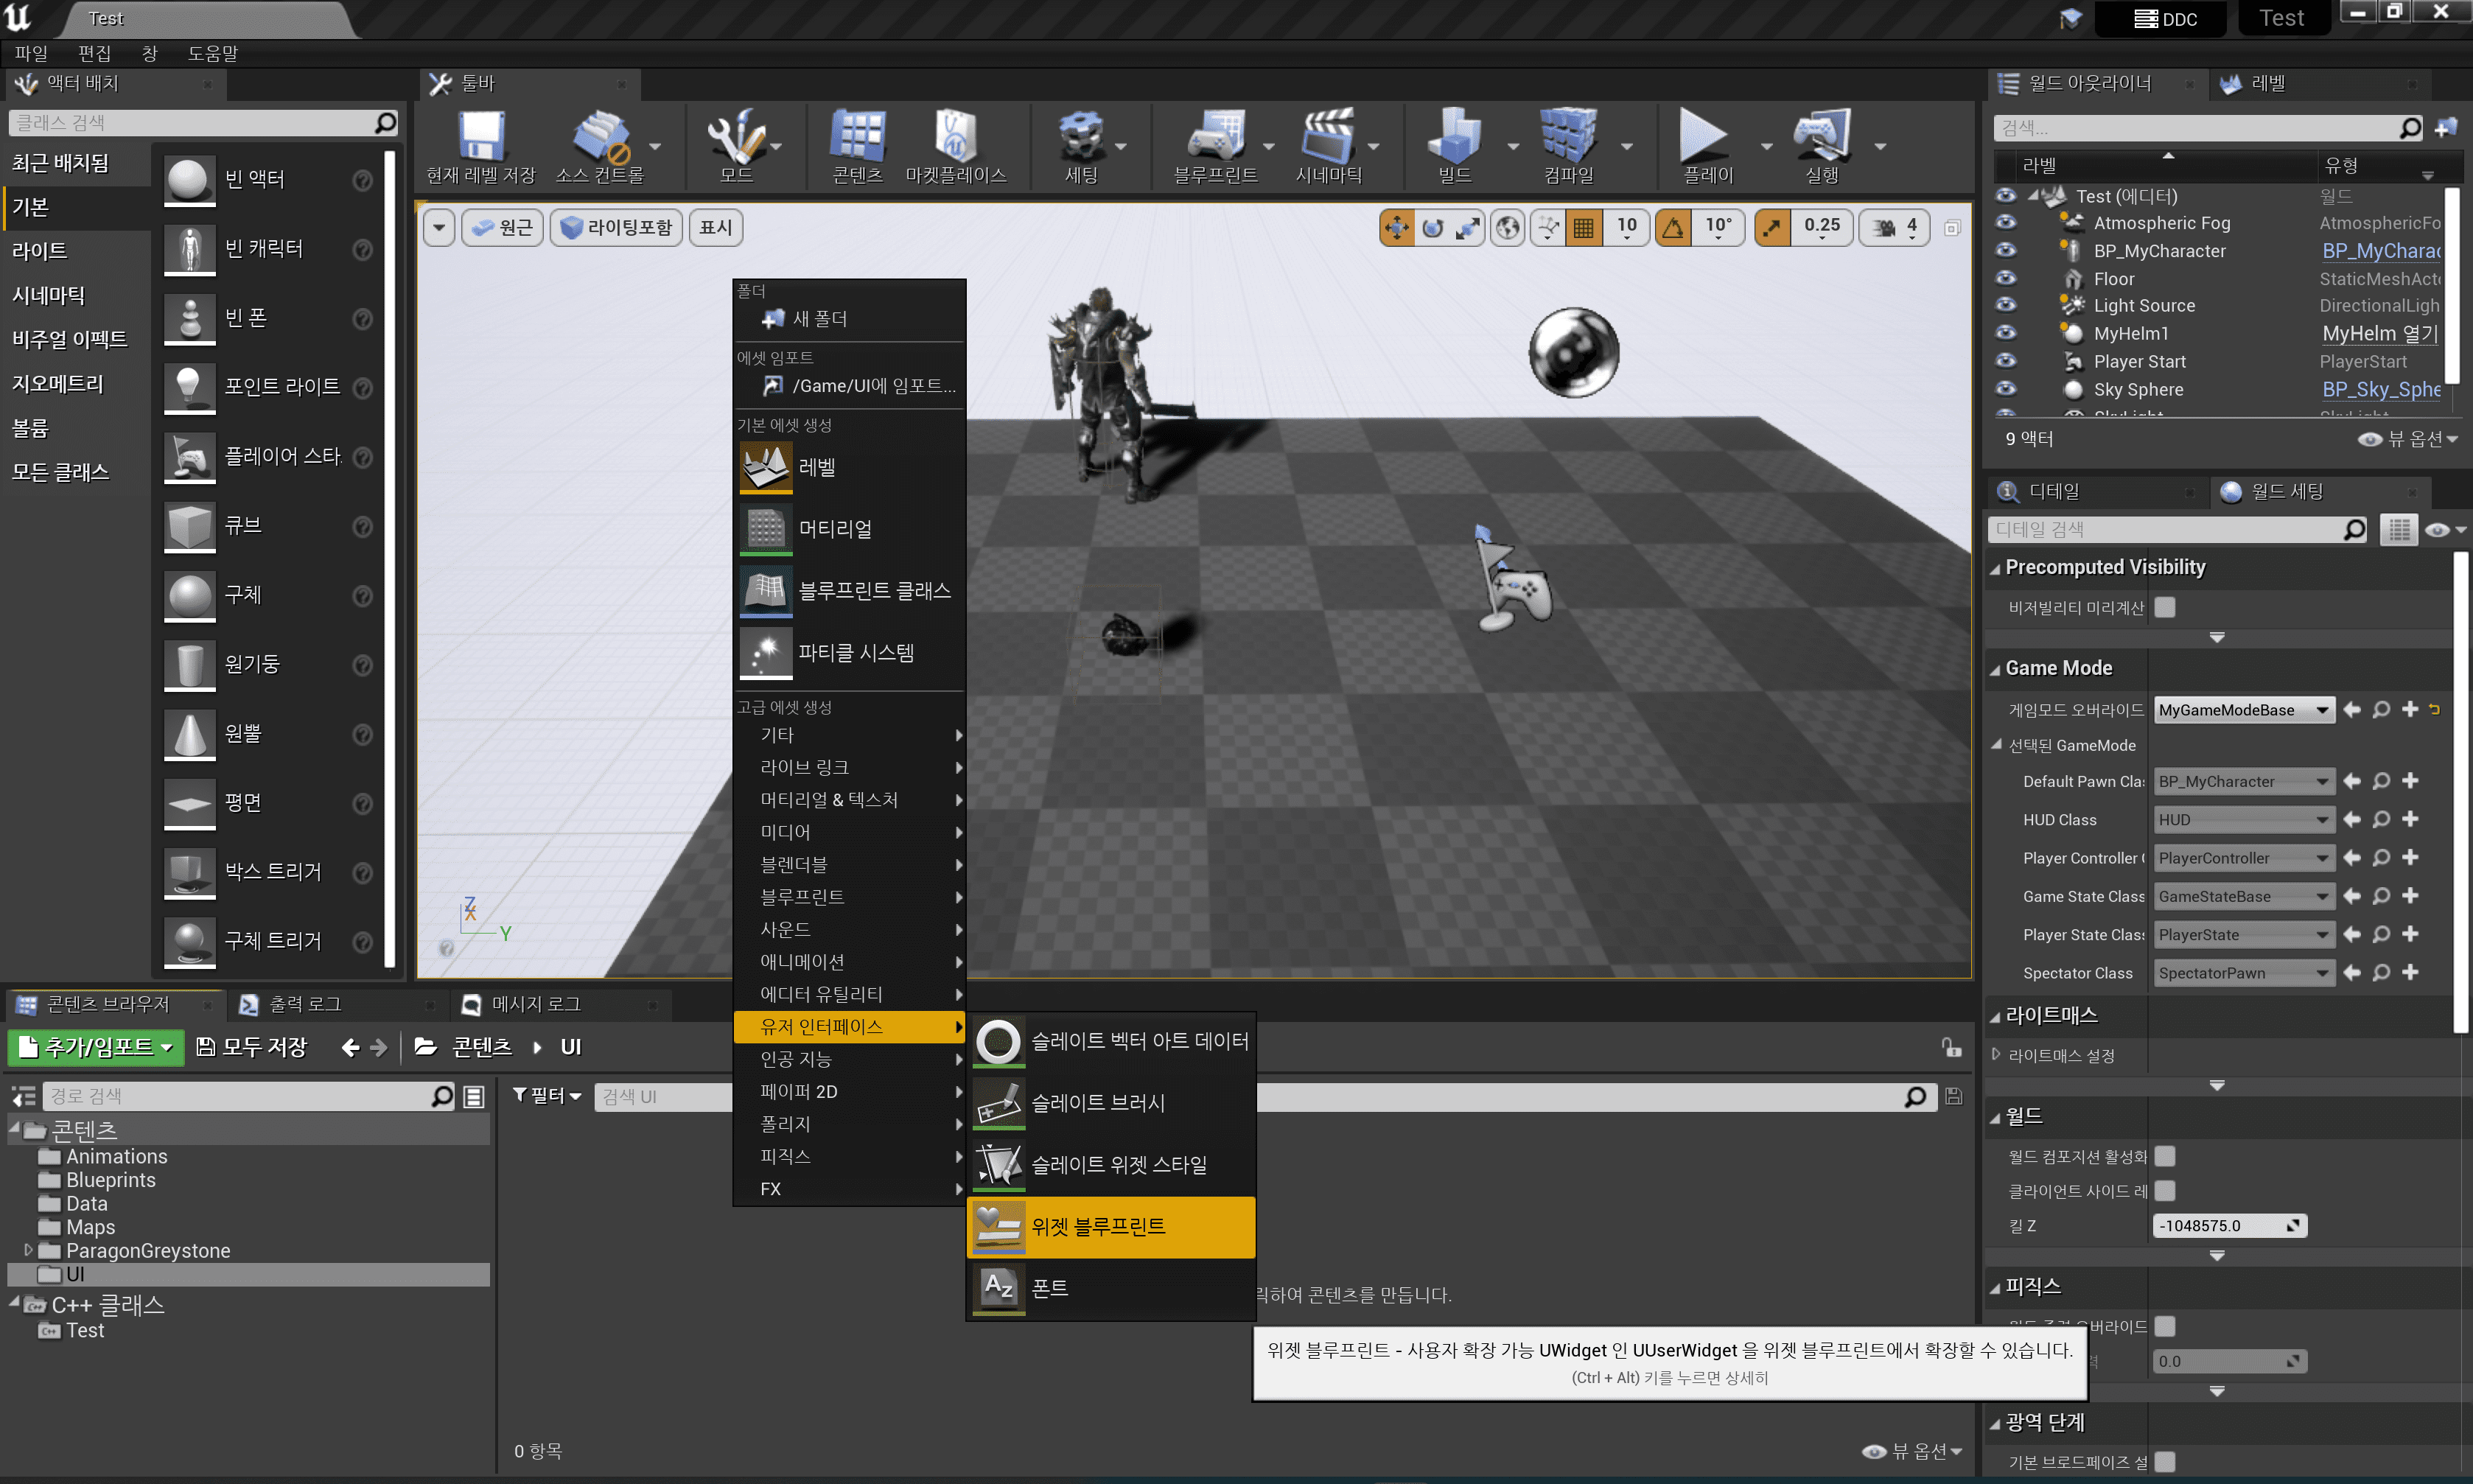 Test
DDC
Test
파일 편집 창 도움말
액터 배치
클래스 검색
최근 배치됨
기본
라이트
시네마틱
비주얼 이펙트
지오메트리
볼륨
모든 클래스
빈 액터
빈 캐릭터
빈 폰
포인트 라이트
플레이어 스타
큐브
구체
원기둥
원뿔
평면
박스 트리거
구체 트리거
툴바
현재 레벨 저장
소스 컨트롤
모드
콘텐츠
마켓플레이스
세팅
블루프린트
시네마틱
빌드
컴파일
플레이
실행
원근
라이팅포함
표시
10
10°
0.25
4
Z
X
Y
폴더
새 폴더
에셋 임포트
/Game/UI에 임포트...
기본 에셋 생성
레벨
머티리얼
블루프린트 클래스
파티클 시스템
고급 에셋 생성
기타
라이브 링크
머티리얼 & 텍스처
미디어
블렌더블
블루프린트
사운드
애니메이션
에디터 유틸리티
유저 인터페이스
인공 지능
페이퍼 2D
폴리지
피직스
FX
슬레이트 벡터 아트 데이터
슬레이트 브러시
슬레이트 위젯 스타일
위젯 블루프린트
폰트
릭하여 콘텐츠를 만듭니다.
위젯 블루프린트 - 사용자 확장 가능 UWidget 인 UUserWidget 을 위젯 블루프린트에서 확장할 수 있습니다.
(Ctrl + Alt) 키를 누르면 상세히
콘텐츠 브라우저
출력 로그
메시지 로그
추가/임포트
모두 저장
콘텐츠
UI
경로 검색
필터
검색 UI
콘텐츠
Animations
Blueprints
Data
Maps
ParagonGreystone
UI
C++ 클래스
Test
0 항목
뷰 옵션
월드 아웃라이너
레벨
검색...
라벨 유형
Test (에디터) 월드
Atmospheric Fog AtmosphericFo
BP_MyCharacter BP_MyCharac
Floor StaticMeshActo
Light Source DirectionalLigh
MyHelm1 MyHelm 열기
Player Start PlayerStart
Sky Sphere BP_Sky_Sphe
9 액터
뷰 옵션
디테일
월드 세팅
디테일 검색
Precomputed Visibility
비저빌리티 미리계산
Game Mode
게임모드 오버라이드 MyGameModeBase
선택된 GameMode
Default Pawn Clas BP_MyCharacter
HUD Class HUD
Player Controller C PlayerController
Game State Class GameStateBase
Player State Class PlayerState
Spectator Class SpectatorPawn
라이트매스
라이트매스 설정
월드
월드 컴포지션 활성화
클라이언트 사이드 레
킬 Z -1048575.0
피직스
버라이드
0.0
광역 단계
기본 브로드페이즈 설